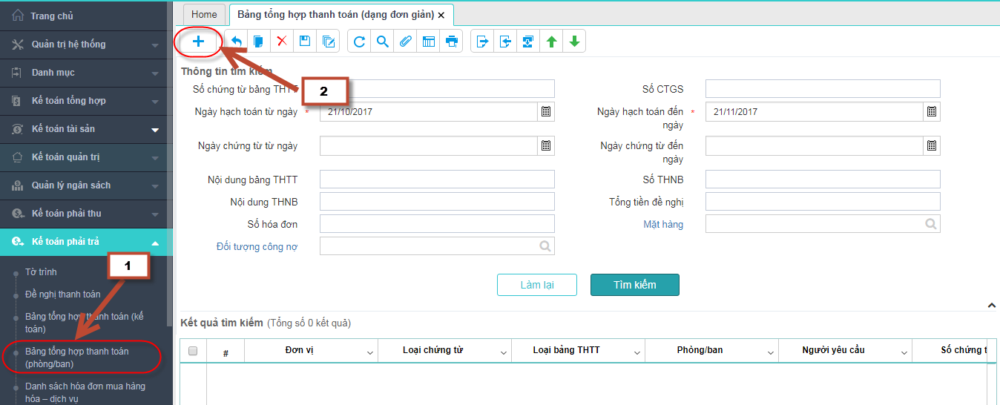 Trang chủ
Quản trị hệ thống
Danh mục
Kế toán tổng hợp
Kế toán tài sản
Kế toán quản trị
Quản lý ngân sách
Kế toán phải thu
Kế toán phải trả
1
Tờ trình
Đề nghị thanh toán
Bảng tổng hợp thanh toán (kế
toán)
Bảng tổng hợp thanh toán
(phòng/ban)
Danh sách hóa đơn mua hàng
hóa – dịch vụ
Home
Bảng tổng hợp thanh toán (dạng đơn giản) ×
2
Thông tin tìm kiếm
Số chứng từ bảng THTT
Số CTGS
Ngày hạch toán từ ngày * 21/10/2017
Ngày hạch toán đến
ngày
* 21/11/2017
Ngày chứng từ từ ngày
Ngày chứng từ đến
ngày
Nội dung bảng THTT
Số THNB
Nội dung THNB
Tổng tiền đề nghị
Số hóa đơn
Mặt hàng
Đối tượng công nợ
Làm lại
Tìm kiếm
Kết quả tìm kiếm (Tổng số 0 kết quả)
# Đơn vị Loại chứng từ Loại bảng THTT Phòng/ban Người yêu cầu Số chứng t